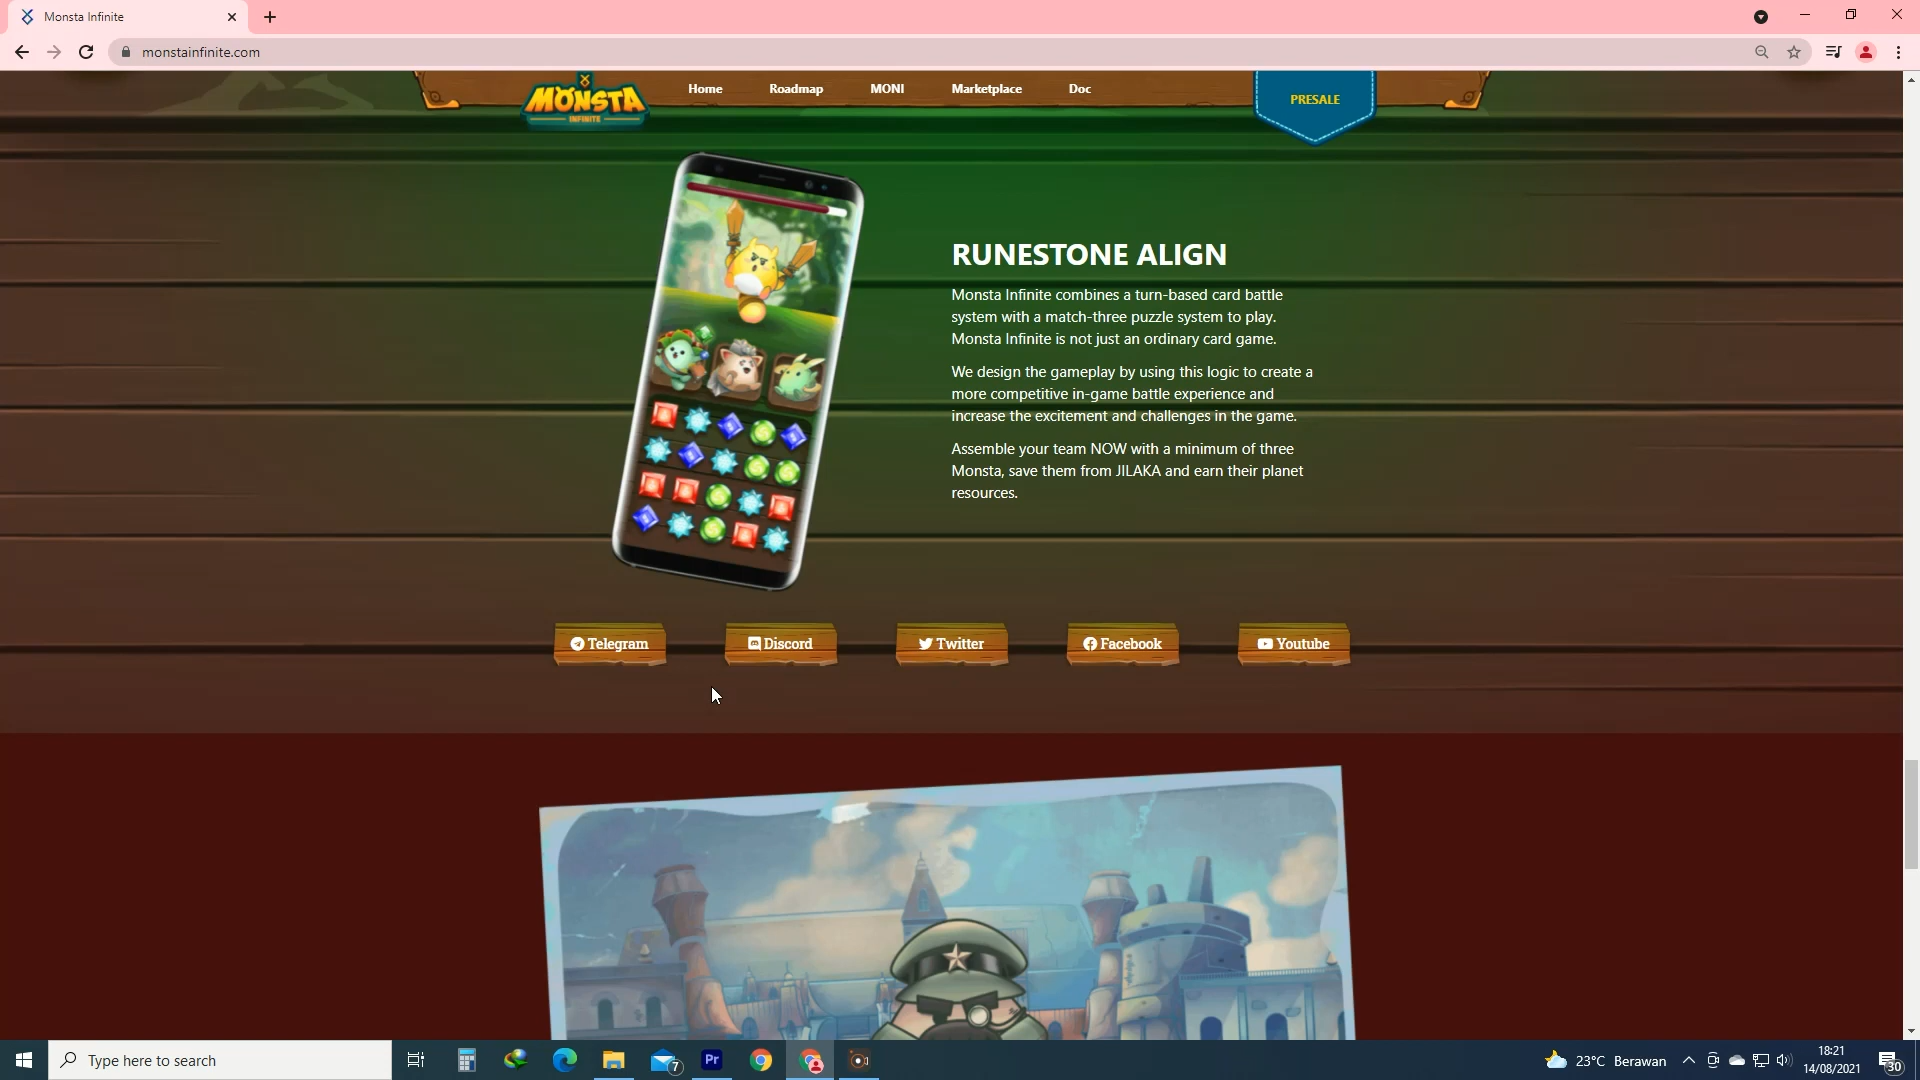 Monsta Infinite
monstainfinite.com
MONSTA
INFINITE
Home
Roadmap
MONI
Marketplace
Doc
PRESALE
RUNESTONE ALIGN
Monsta Infinite combines a turn-based card battle
system with a match-three puzzle system to play.
Monsta Infinite is not just an ordinary card game.
We design the gameplay by using this logic to create a
more competitive in-game battle experience and
increase the excitement and challenges in the game.
Assemble your team NOW with a minimum of three
Monsta, save them from JILAKA and earn their planet
resources.
Telegram
Discord
Twitter
Facebook
Youtube
Type here to search
7
Pr
23°C Berawan
18:21
14/08/2021
30